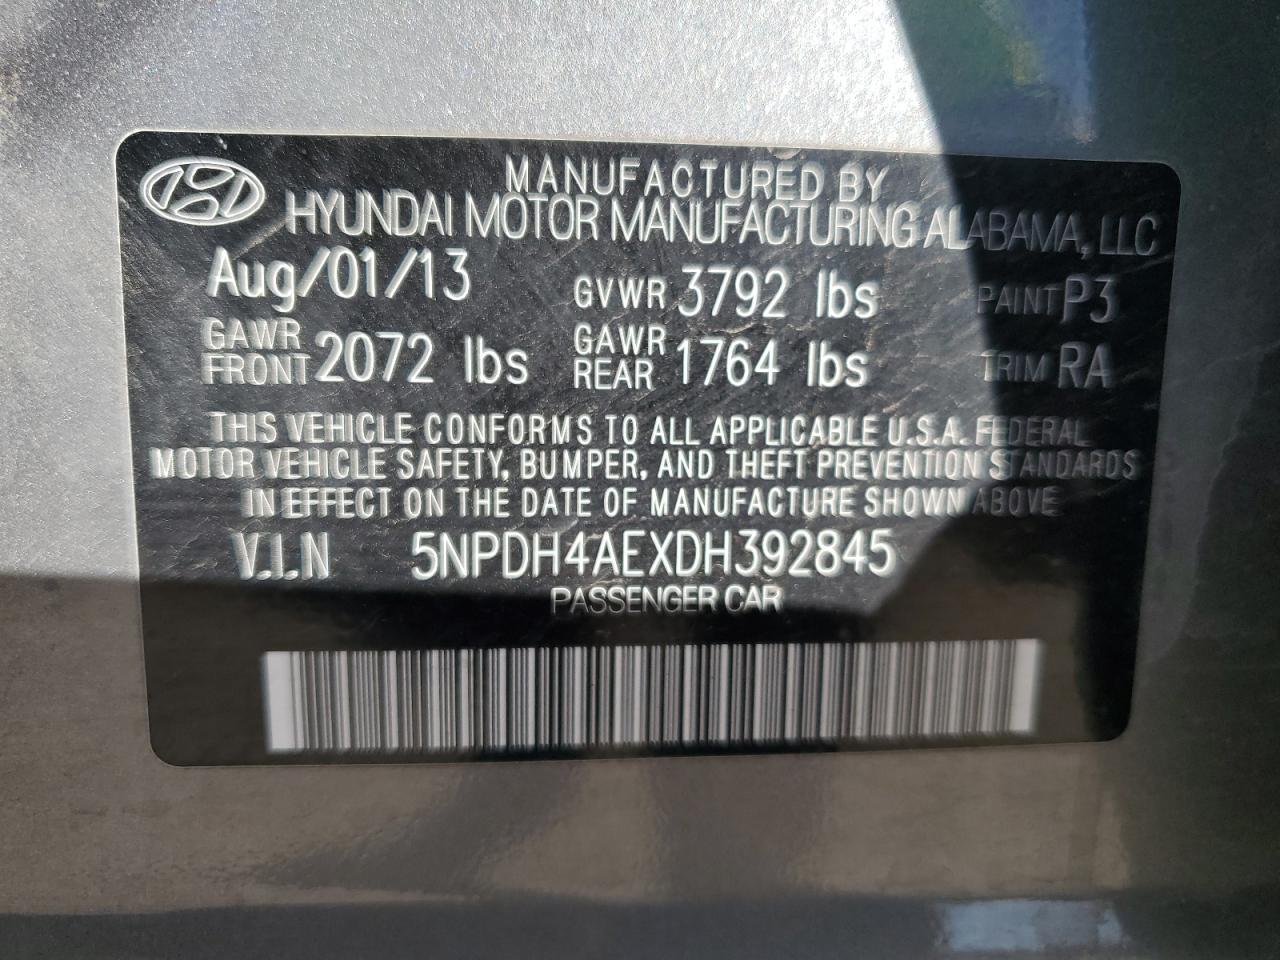 MANUFACTURED BY
HYUNDAI MOTOR MANUFACTURING ALABAMA, LLC
Aug/01/13 GVWR 3792 lbs PAINT P3
GAWR FRONT 2072 lbs GAWR REAR 1764 lbs TRIM RA
THIS VEHICLE CONFORMS TO ALL APPLICABLE U.S.A. FEDERAL
MOTOR VEHICLE SAFETY, BUMPER, AND THEFT PREVENTION STANDARDS
IN EFFECT ON THE DATE OF MANUFACTURE SHOWN ABOVE
V.I.N 5NPDH4AEXDH392845
PASSENGER CAR